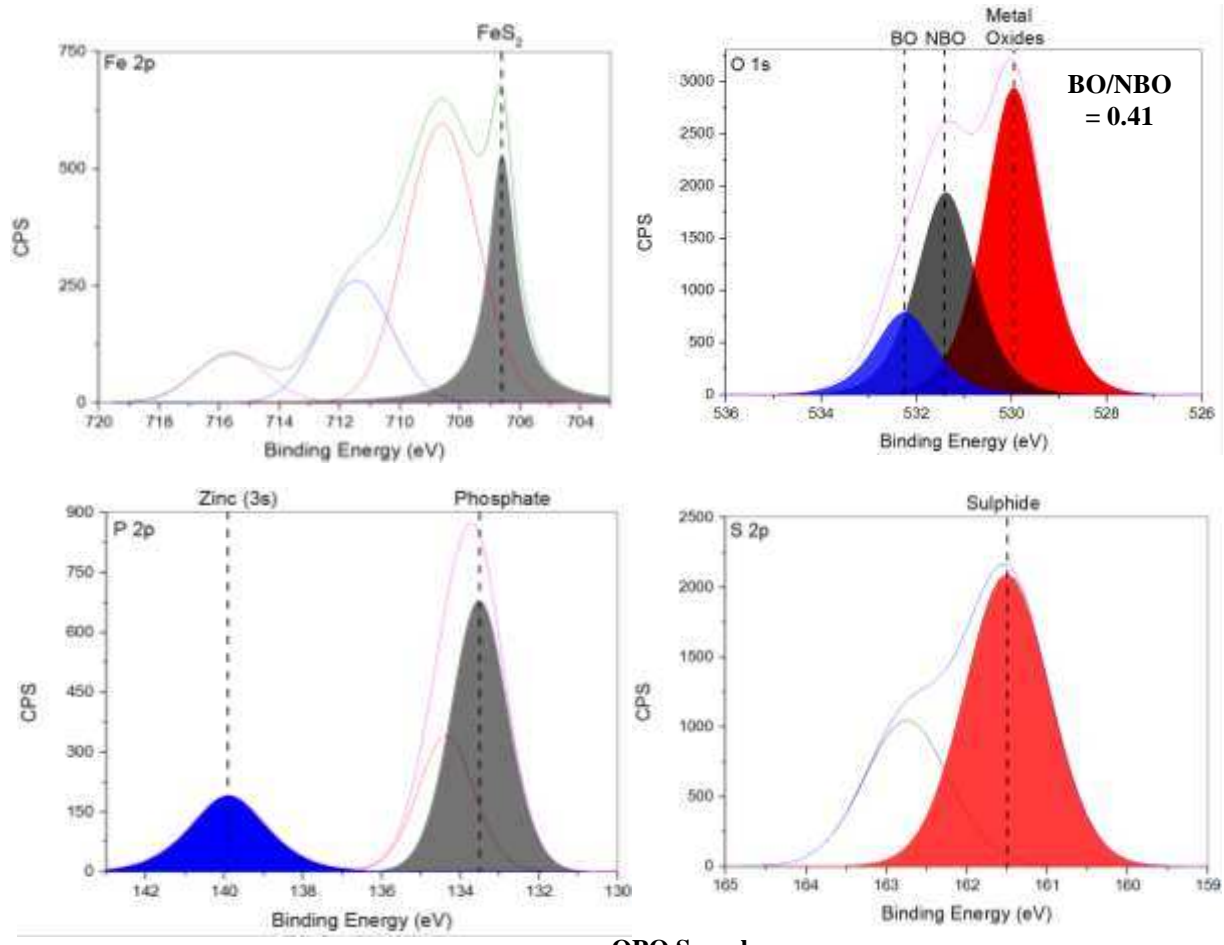 FeS2
Fe 2p
750
500
250
0
720 718 716 714 712 710 708 706 704
CPS
Binding Energy (eV)
Metal
BO NBO Oxides
O 1s
BO/NBO
= 0.41
3000
2500
2000
1500
1000
500
0
536 534 532 530 528 526
CPS
Binding Energy (eV)
Zinc (3s) Phosphate
P 2p
900
750
600
450
300
150
0
142 140 138 136 134 132 130
CPS
Binding Energy (eV)
Sulphide
S 2p
2500
2000
1500
1000
500
0
165 164 163 162 161 160 159
CPS
Binding Energy (eV)